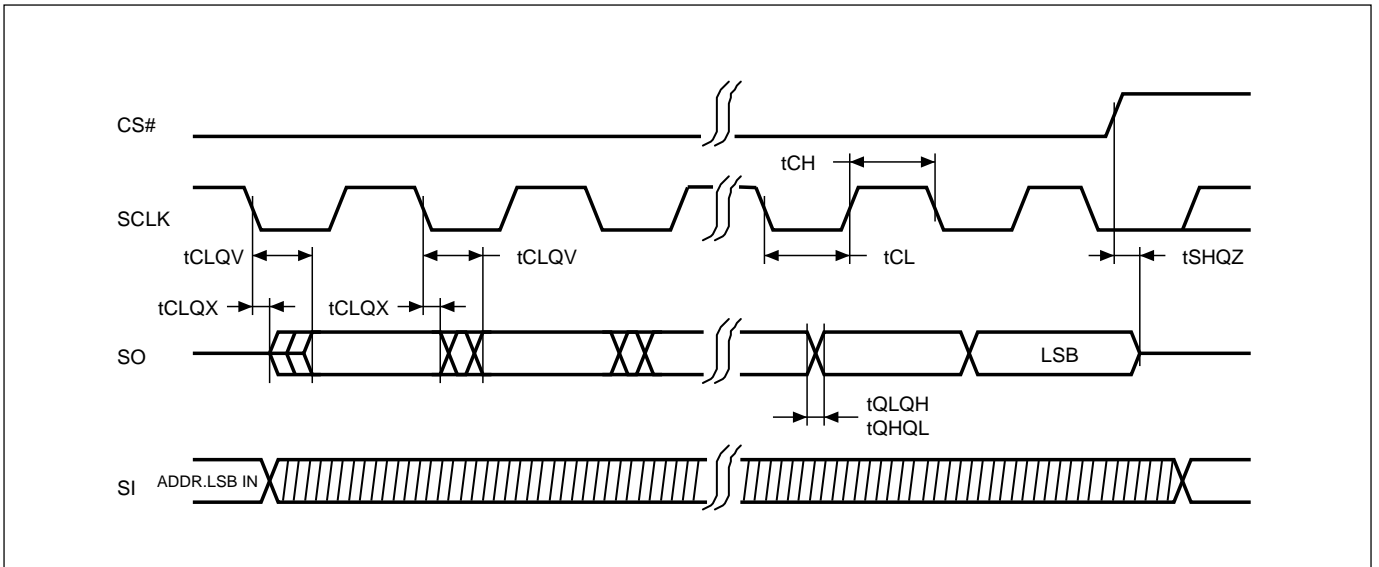 CS#
tCH
SCLK
tCLQV
tCLQV
tCL
tSHQZ
tCLQX
tCLQX
SO
LSB
tQLQH
tQHQL
SI
ADDR.LSB IN